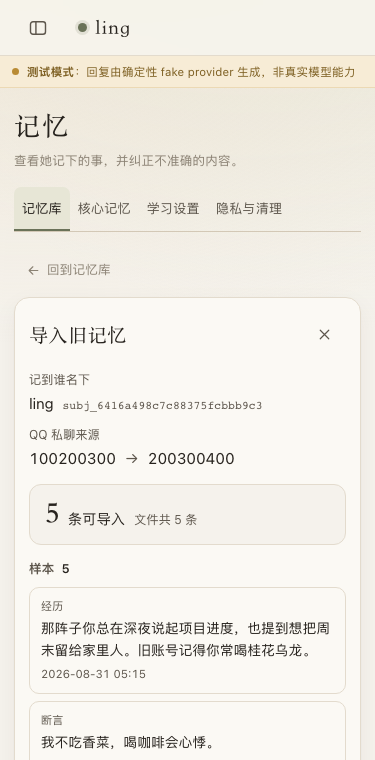 ling
测试模式：回复由确定性 fake provider 生成，非真实模型能力
记忆
查看她记下的事，并纠正不准确的内容。
记忆库 核心记忆 学习设置 隐私与清理
← 回到记忆库
导入旧记忆 ×
记到谁名下
ling subj_6416a498c7c88375fcbbb9c3
QQ 私聊来源
100200300 → 200300400
5 条可导入 文件共 5 条
样本 5
经历
那阵子你总在深夜说起项目进度，也提到想把周
末留给家里人。旧账号记得你常喝桂花乌龙。
2026-08-31 05:15
断言
我不吃香菜，喝咖啡会心悸。